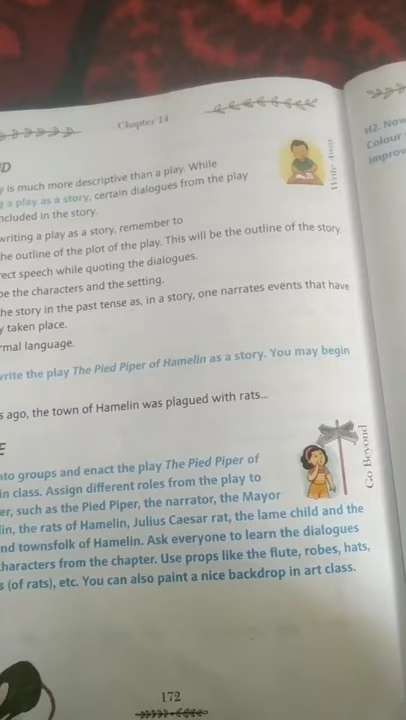 Chapter 14
D
y is much more descriptive than a play. While
g a play as a story, certain dialogues from the play
ncluded in the story.
Write Away
writing a play as a story, remember to
he outline of the plot of the play. This will be the outline of the story.
rect speech while quoting the dialogues.
be the characters and the setting.
he story in the past tense as, in a story, one narrates events that have
y taken place.
rmal language.
write the play The Pied Piper of Hamelin as a story. You may begin
s ago, the town of Hamelin was plagued with rats...
E
nto groups and enact the play The Pied Piper of
in class. Assign different roles from the play to
er, such as the Pied Piper, the narrator, the Mayor
lin, the rats of Hamelin, Julius Caesar rat, the lame child and the
nd townsfolk of Hamelin. Ask everyone to learn the dialogues
characters from the chapter. Use props like the flute, robes, hats,
s (of rats), etc. You can also paint a nice backdrop in art class.
Go Beyond
172
H2. Now
Colour
improv